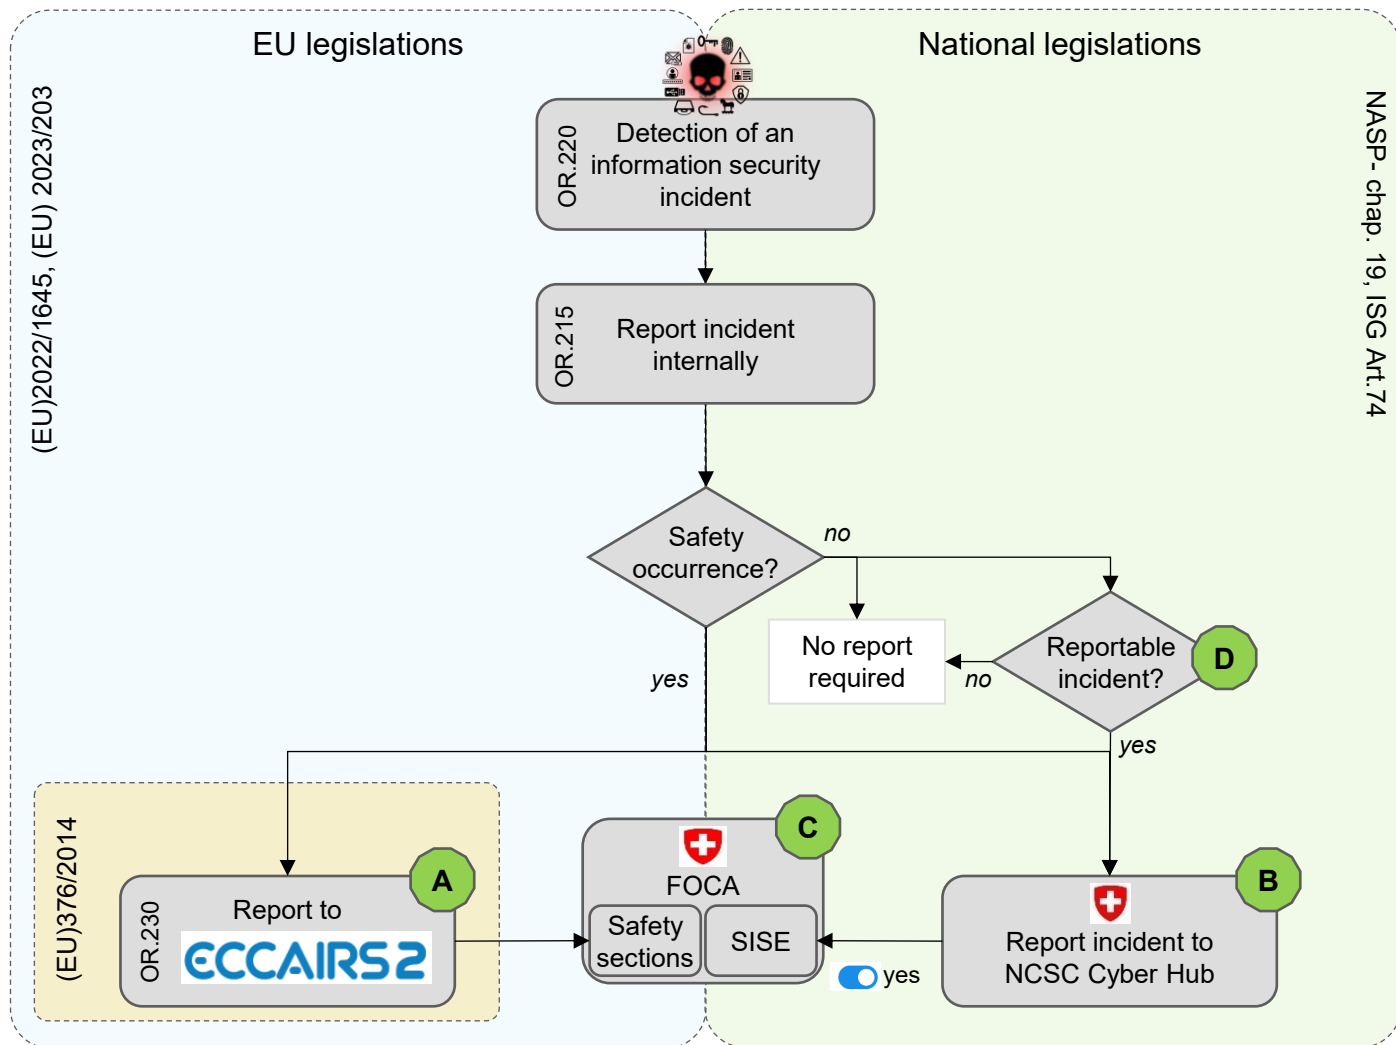 EU legislations
National legislations
(EU)2022/1645, (EU) 2023/203
NASP- chap. 19, ISG Art.74
OR.220
Detection of an
information security
incident
OR.215
Report incident
internally
Safety
occurrence?
no
yes
No report
required
Reportable
incident?
D
no
yes
(EU)376/2014
OR.230
Report to
ECCAIRS 2
A
C
FOCA
Safety
sections
SISE
yes
B
Report incident to
NCSC Cyber Hub